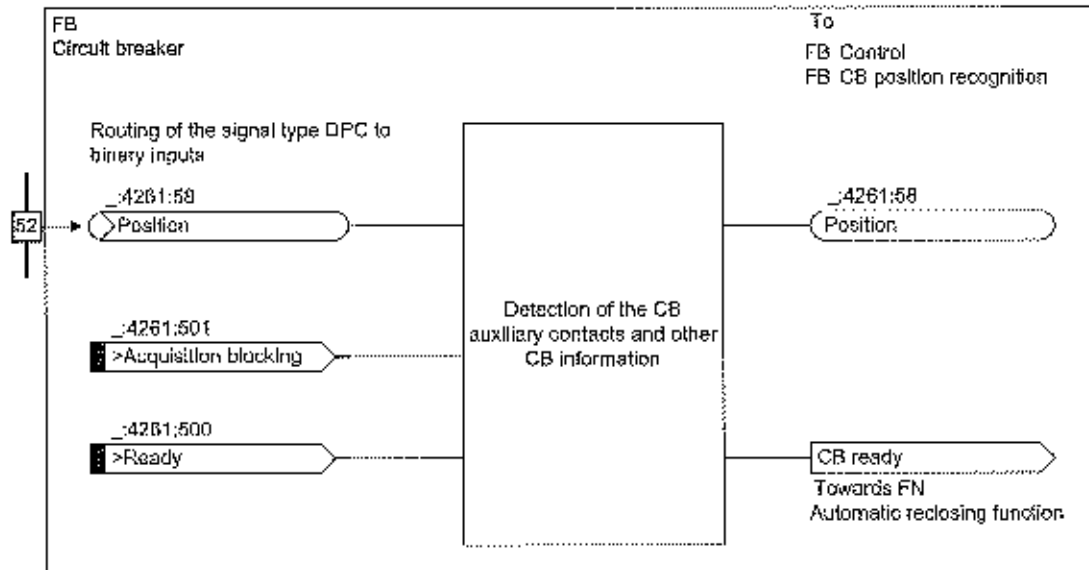 FB
Circuit breaker
To
FB Control
FB CB position recognition
Routing of the signal type DPC to
binary inputs
_:4261:58
52
Position
_:4261:58
Position
Detection of the CB
auxiliary contacts and other
CB information
_:4261:501
>Acquisition blocking
_:4261:500
>Ready
CB ready
Towards FN
Automatic reclosing function